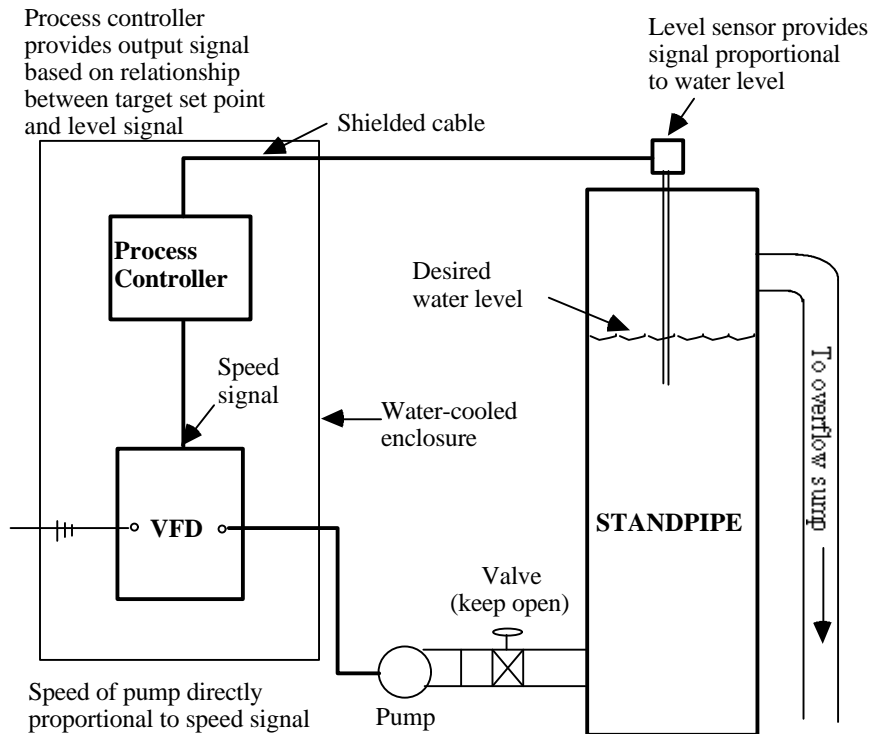 Process controller
provides output signal
based on relationship
between target set point
and level signal
Level sensor provides
signal proportional
to water level
Shielded cable
Process
Controller
Desired
water level
Speed
signal
Water-cooled
enclosure
To overflow sump
VFD
STANDPIPE
Valve
(keep open)
Speed of pump directly
proportional to speed signal
Pump